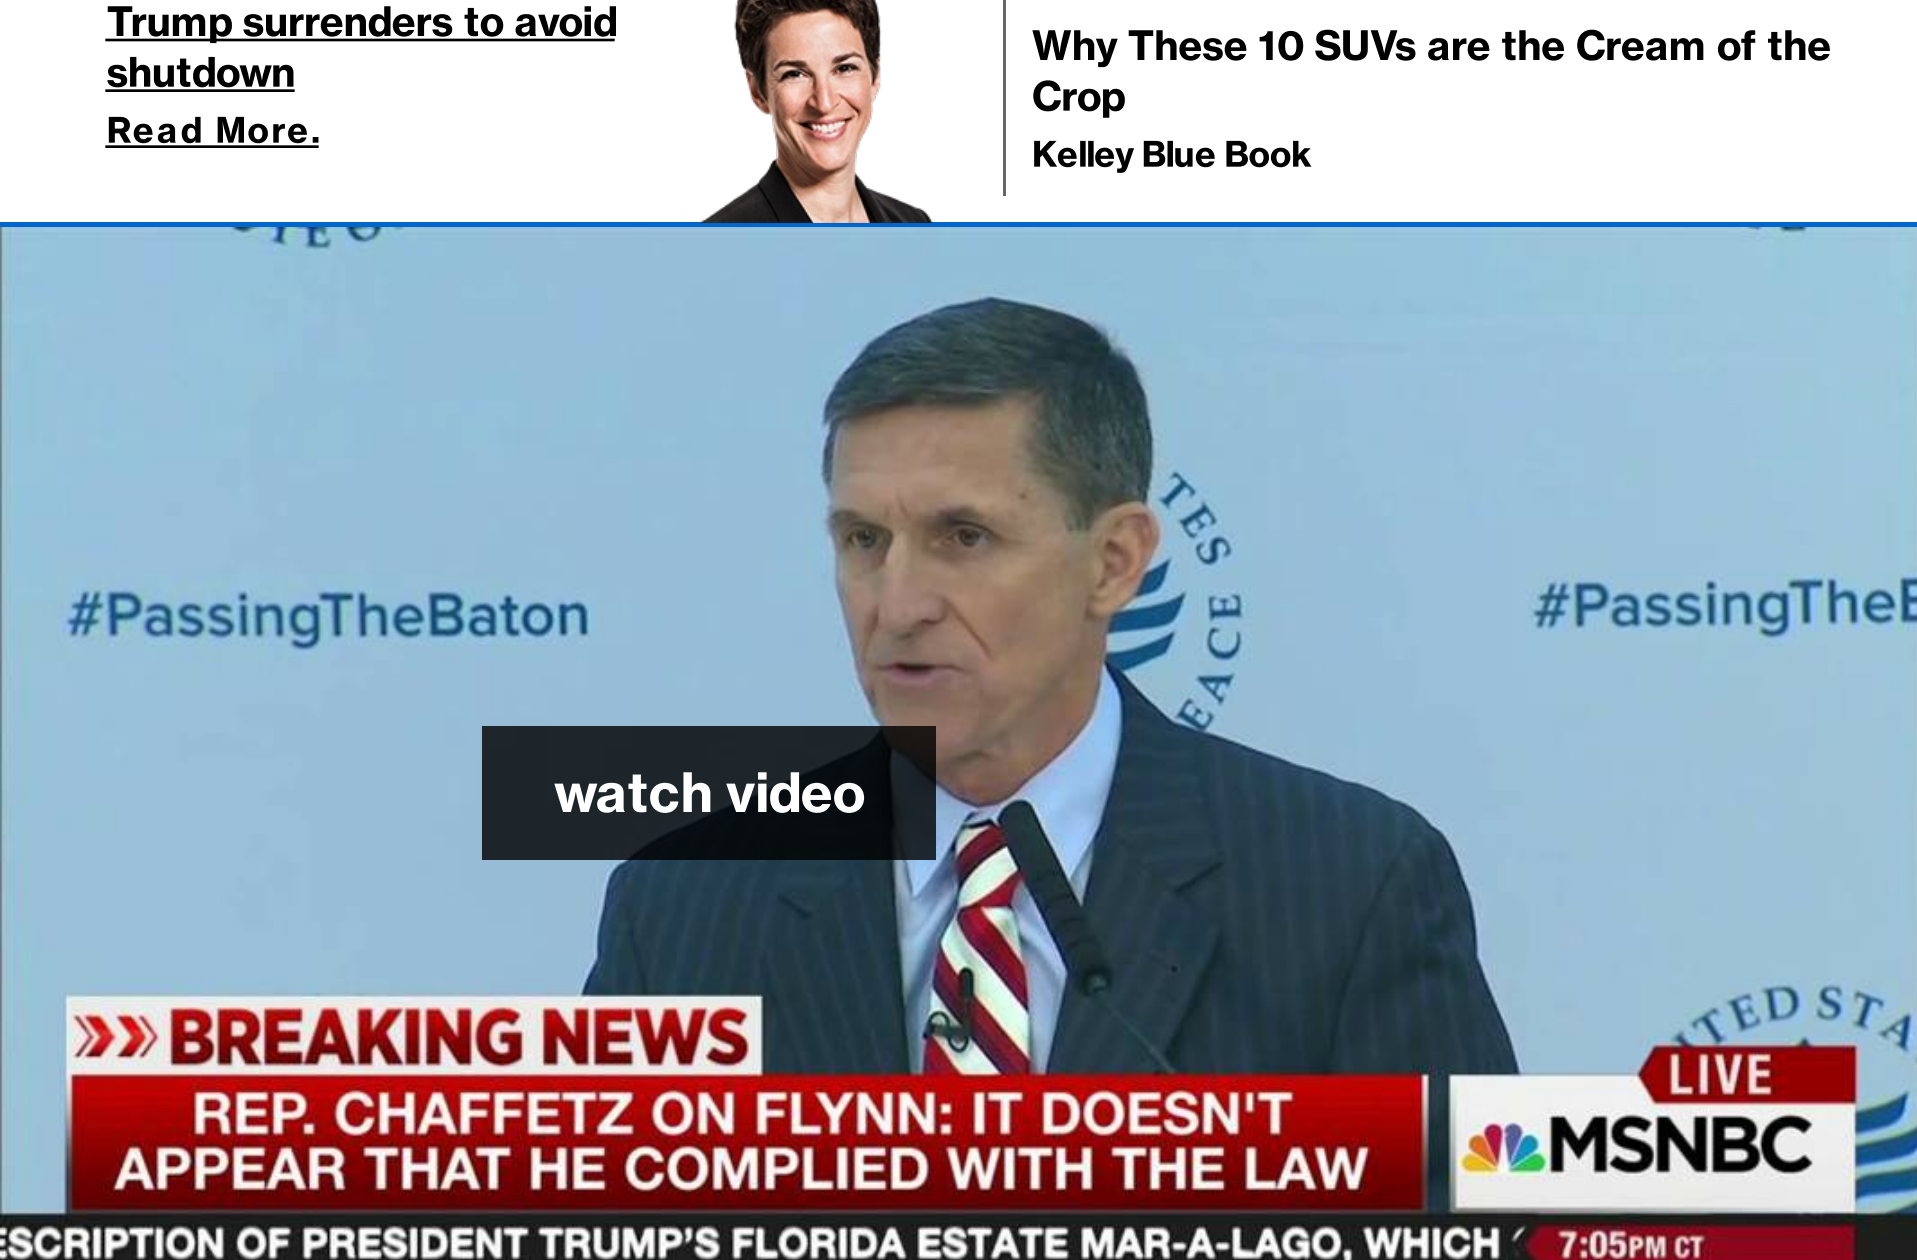 Trump surrenders to avoid
shutdown
Read More.
Why These 10 SUVs are the Cream of the
Crop
Kelley Blue Book
#PassingTheBaton
TES
EACE
#PassingTheB
watch video
BREAKING NEWS
REP. CHAFFETZ ON FLYNN: IT DOESN'T
APPEAR THAT HE COMPLIED WITH THE LAW
ITED STA
LIVE
MSNBC
ESCRIPTION OF PRESIDENT TRUMP'S FLORIDA ESTATE MAR-A-LAGO, WHICH
7:05PM CT